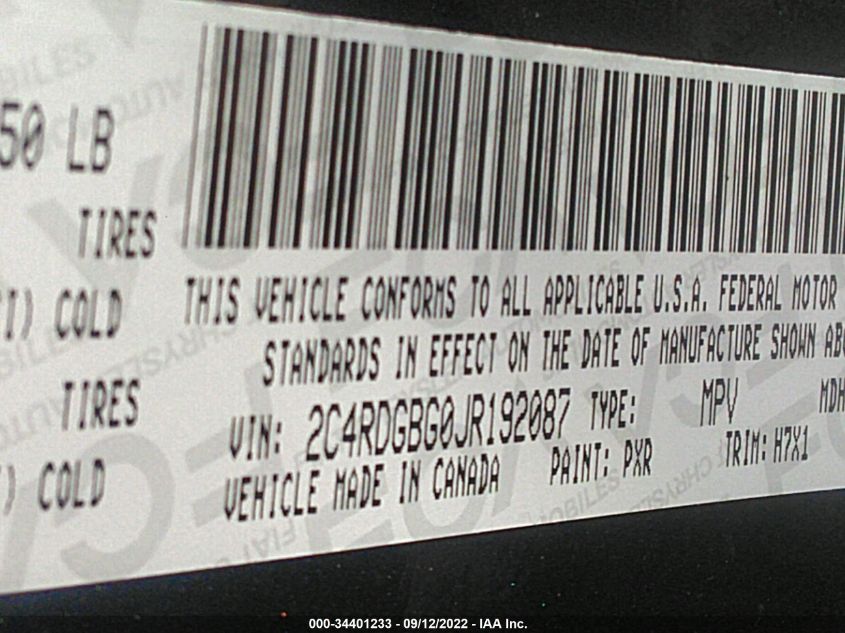 50 LB
TIRES
THIS VEHICLE CONFORMS TO ALL APPLICABLE U.S.A. FEDERAL MOTOR
I) COLD
STANDARDS IN EFFECT ON THE DATE OF MANUFACTURE SHOWN ABO
TIRES
VIN: 2C4RDGBG0JR192087 TYPE: MPV MDH
) COLD
VEHICLE MADE IN CANADA PAINT: PXR TRIM: H7X1
000-34401233 - 09/12/2022 - IAA Inc.